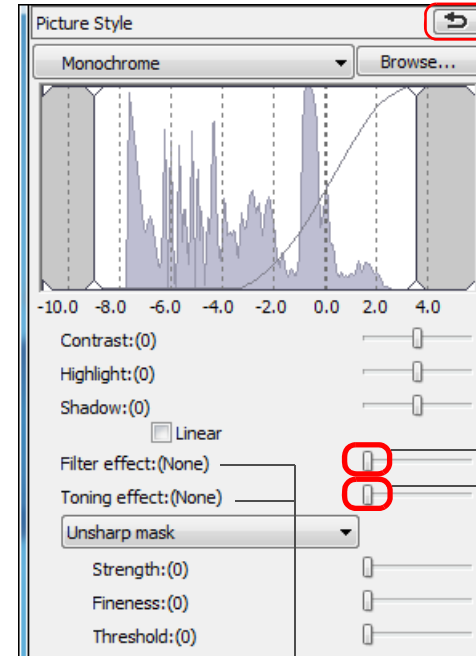 Picture Style
Monochrome Browse...
-10.0 -8.0 -6.0 -4.0 -2.0 0.0 2.0 4.0
Contrast:(0)
Highlight:(0)
Shadow:(0)
Linear
Filter effect:(None)
Toning effect:(None)
Unsharp mask
Strength:(0)
Fineness:(0)
Threshold:(0)